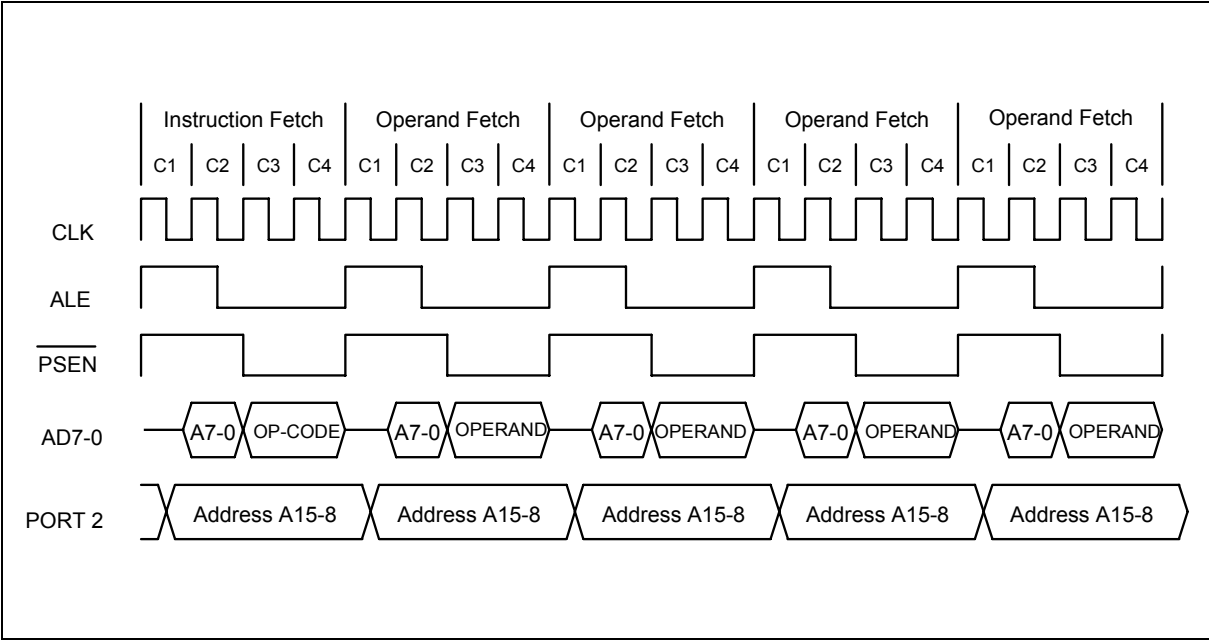 Instruction Fetch Operand Fetch Operand Fetch Operand Fetch Operand Fetch
C1 C2 C3 C4 C1 C2 C3 C4 C1 C2 C3 C4 C1 C2 C3 C4 C1 C2 C3 C4
CLK
ALE
PSEN
AD7-0 A7-0 OP-CODE A7-0 OPERAND A7-0 OPERAND A7-0 OPERAND A7-0 OPERAND
PORT 2 Address A15-8 Address A15-8 Address A15-8 Address A15-8 Address A15-8